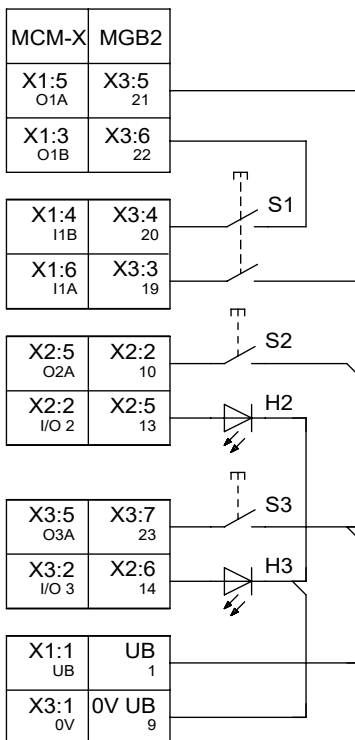 MCM-X MGB2
X1:5 X3:5
O1A 21
X1:3 X3:6
O1B 22
S1
X1:4 X3:4
I1B 20
X1:6 X3:3
I1A 19
S2
X2:5 X2:2
O2A 10
X2:2 X2:5 H2
I/O 2 13
S3
X3:5 X3:7
O3A 23
X3:2 X2:6 H3
I/O 3 14
X1:1 UB
UB 1
X3:1 0V UB
0V 9